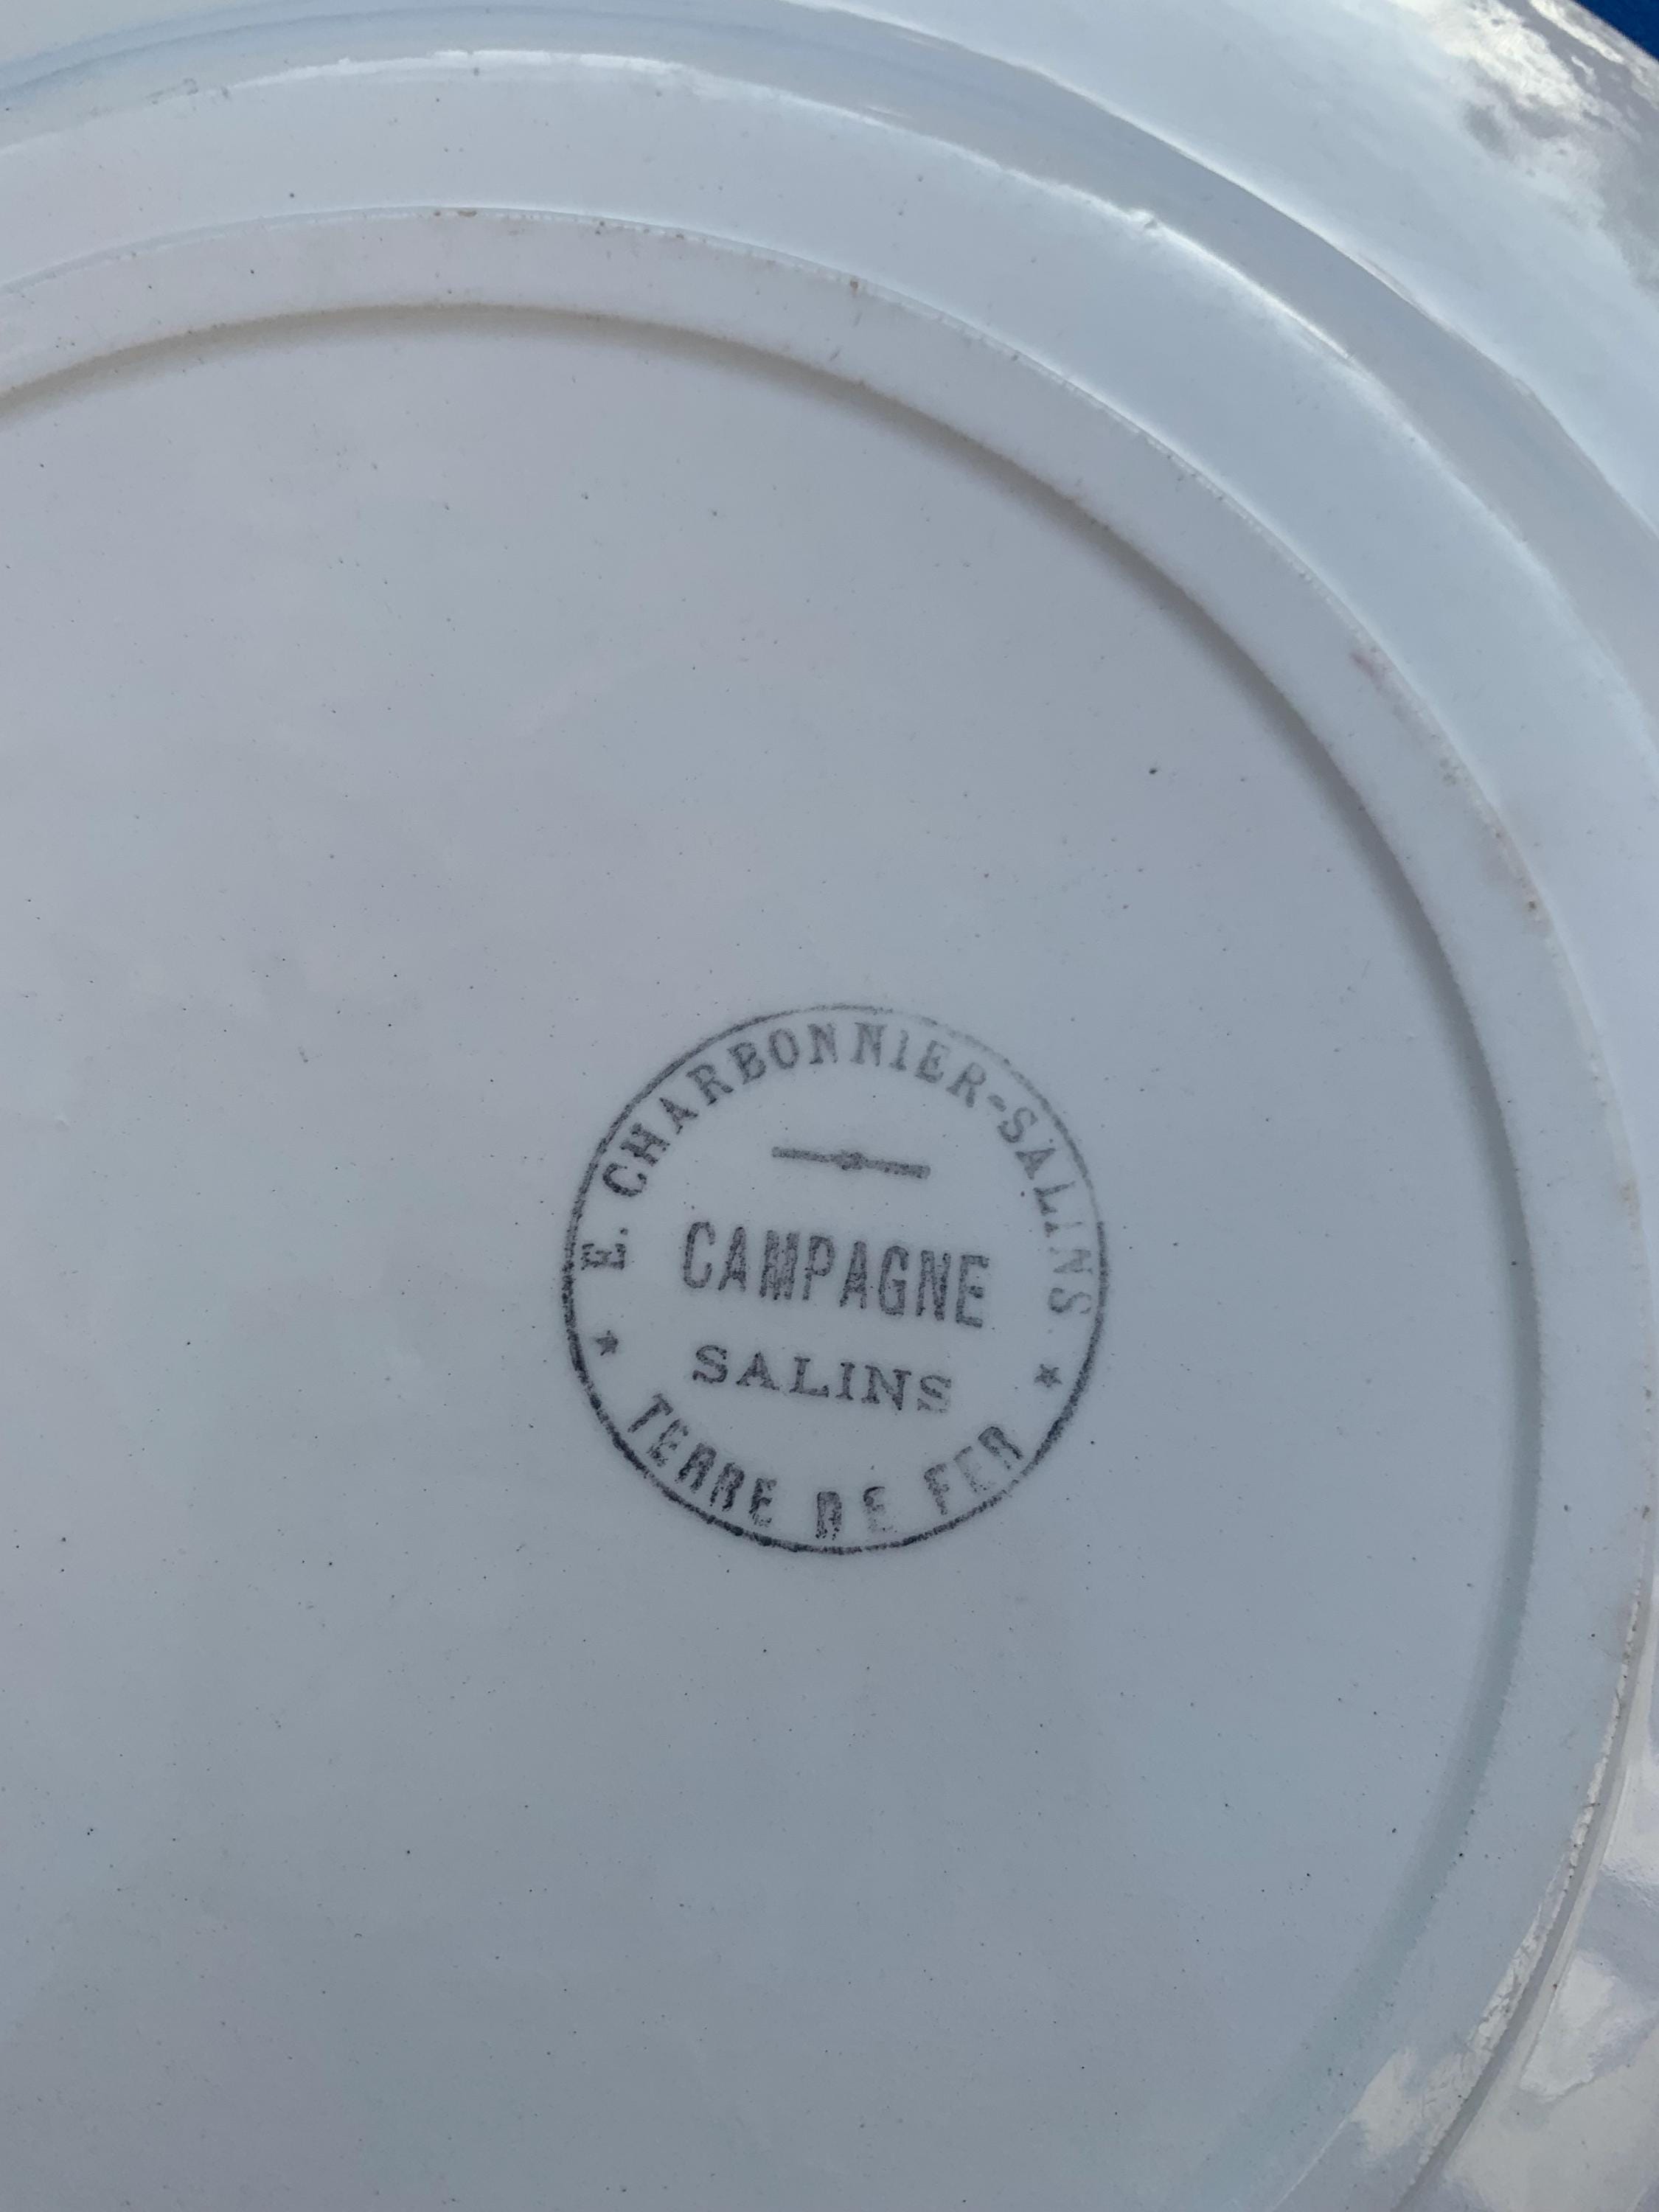 E. CHARBONNIER-SALINS
CAMPAGNE
SALINS
★ TERRE DE FER ★